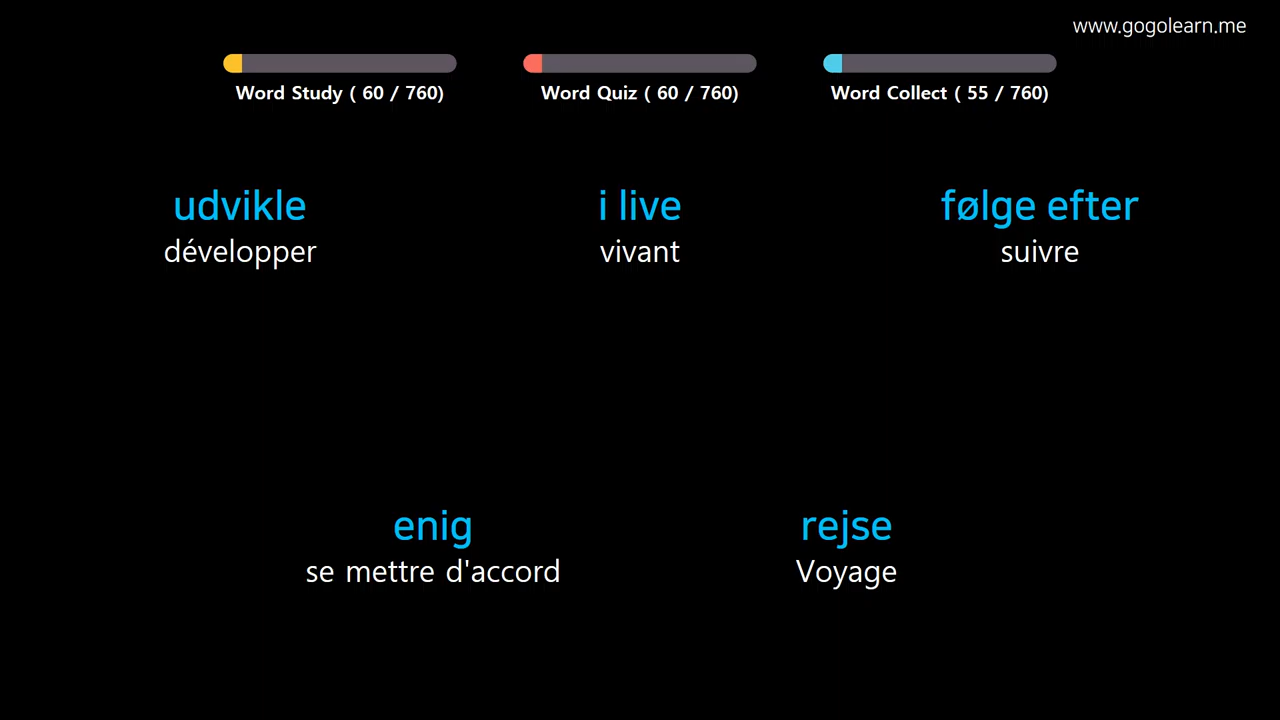 www.gogolearn.me
Word Study ( 60 / 760)
Word Quiz ( 60 / 760)
Word Collect ( 55 / 760)
udvikle
développer
i live
vivant
følge efter
suivre
enig
se mettre d'accord
rejse
Voyage